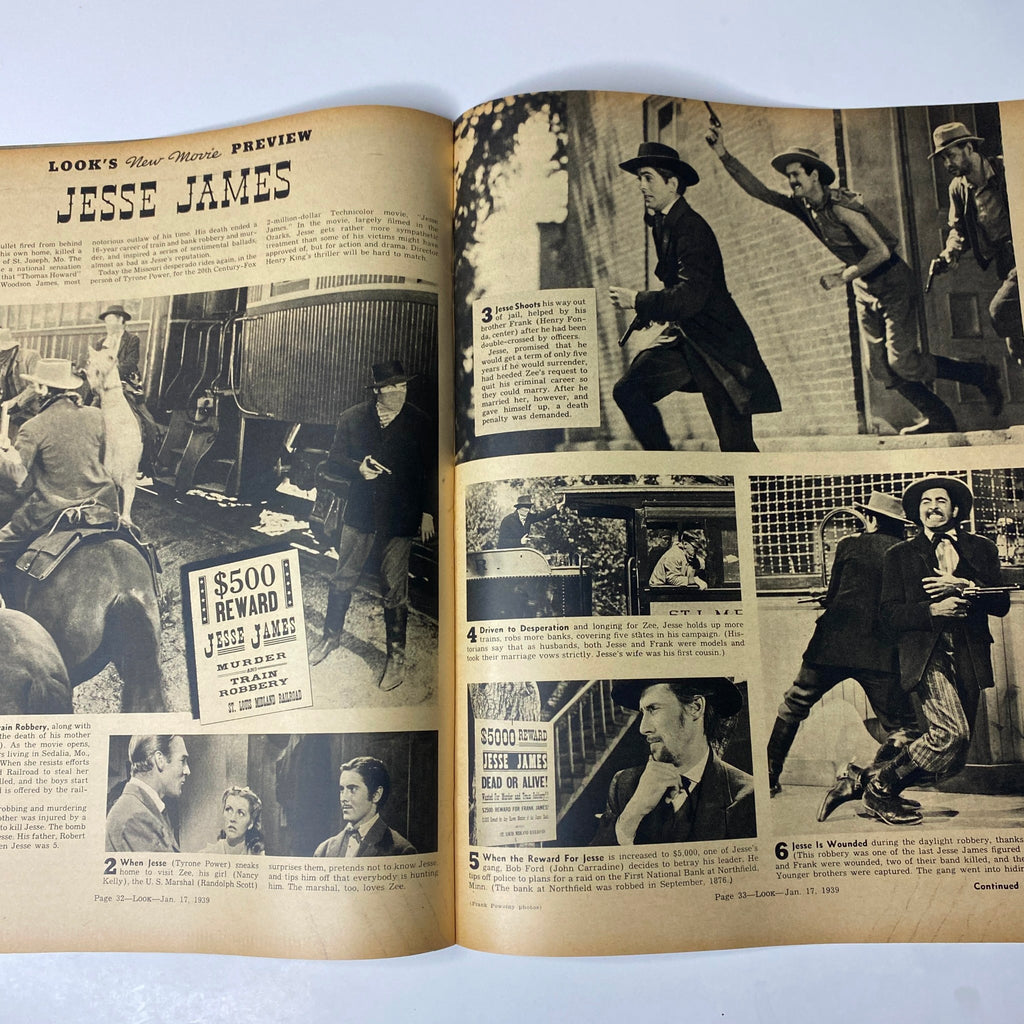 LOOK'S New Movie PREVIEW
JESSE JAMES
ullet fired from behind
his own home, killed a
of St. Joseph, Mo. The
e a national sensation
that "Thomas Howard"
Woodson James, most
notorious outlaw of his time. His death ended a
16-year career of train and bank robbery and mur-
der, and inspired a series of sentimental ballads
almost as bad as Jesse's reputation.
Today the Missouri desperado rides again, in the
person of Tyrone Power, for the 20th Century-Fox
2-million-dollar Technicolor movie, "Jesse
James." In the movie, largely filmed in the
Ozarks, Jesse gets rather more sympathetic
treatment than some of his victims might have
approved of, but for action and drama, Director
Henry King's thriller will be hard to match.
$500
REWARD
JESSE JAMES
MURDER
AND
TRAIN
ROBBERY
ST. LOUIS MIDLAND RAILROAD
rain Robbery, along with
the death of his mother
). As the movie opens,
s living in Sedalia, Mo.
When she resists efforts
d Railroad to steal her
lled, and the boys start
d is offered by the rail-
robbing and murdering
other was injured by a
to kill Jesse. The bomb
esse. His father, Robert
en Jesse was 5.
2 When Jesse (Tyrone Power) sneaks
home to visit Zee, his girl (Nancy
Kelly), the U. S. Marshal (Randolph Scott)
surprises them, pretends not to know Jesse,
and tips him off that everybody is hunting
him. The marshal, too, loves Zee.
Page 32—LOOK—Jan. 17, 1939
3 Jesse Shoots his way out
of jail, helped by his
brother Frank (Henry Fon-
da, center) after he had been
double-crossed by officers.
Jesse, promised that he
would get a term of only five
years if he would surrender,
had heeded Zee's request to
quit his criminal career so
they could marry. After he
married her, however, and
gave himself up, a death
penalty was demanded.
ST. L. M. R
4 Driven to Desperation and longing for Zee, Jesse holds up more
trains, robs more banks, covering five states in his campaign. (His-
torians say that as husbands, both Jesse and Frank were models and
took their marriage vows strictly. Jesse's wife was his first cousin.)
$5000 REWARD
JESSE JAMES
DEAD OR ALIVE!
Wanted For Murder and Train Robbery!
$2500 REWARD FOR FRANK JAMES!
ST. LOUIS MIDLAND RAILROAD
5 When the Reward For Jesse is increased to $5,000, one of Jesse's
gang, Bob Ford (John Carradine) decides to betray his leader. He
tips off police to plans for a raid on the First National Bank at Northfield,
Minn. (The bank at Northfield was robbed in September, 1876.)
(Frank Powolny photos)
6 Jesse Is Wounded during the daylight robbery, thanks
(This robbery was one of the last Jesse James figured
and Frank were wounded, two of their band killed, and the
Younger brothers were captured. The gang went into hidin
Continued
Page 33—LOOK—Jan. 17, 1939